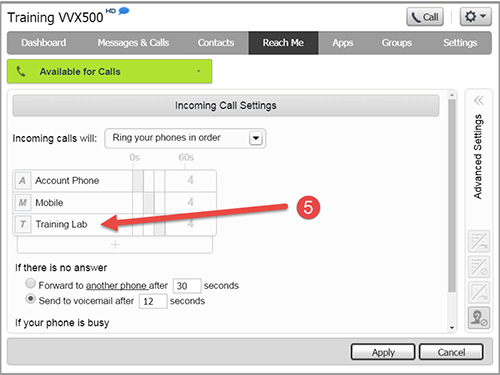 Training VVX500 HD
Call
Dashboard Messages & Calls Contacts Reach Me Apps Groups Settings
Available for Calls
Incoming Call Settings
Incoming calls will: Ring your phones in order
0s 60s
A Account Phone 4
M Mobile 4
T Training Lab 4
+
5
If there is no answer
Forward to another phone after 30 seconds
Send to voicemail after 12 seconds
If your phone is busy
Advanced Settings
Apply Cancel